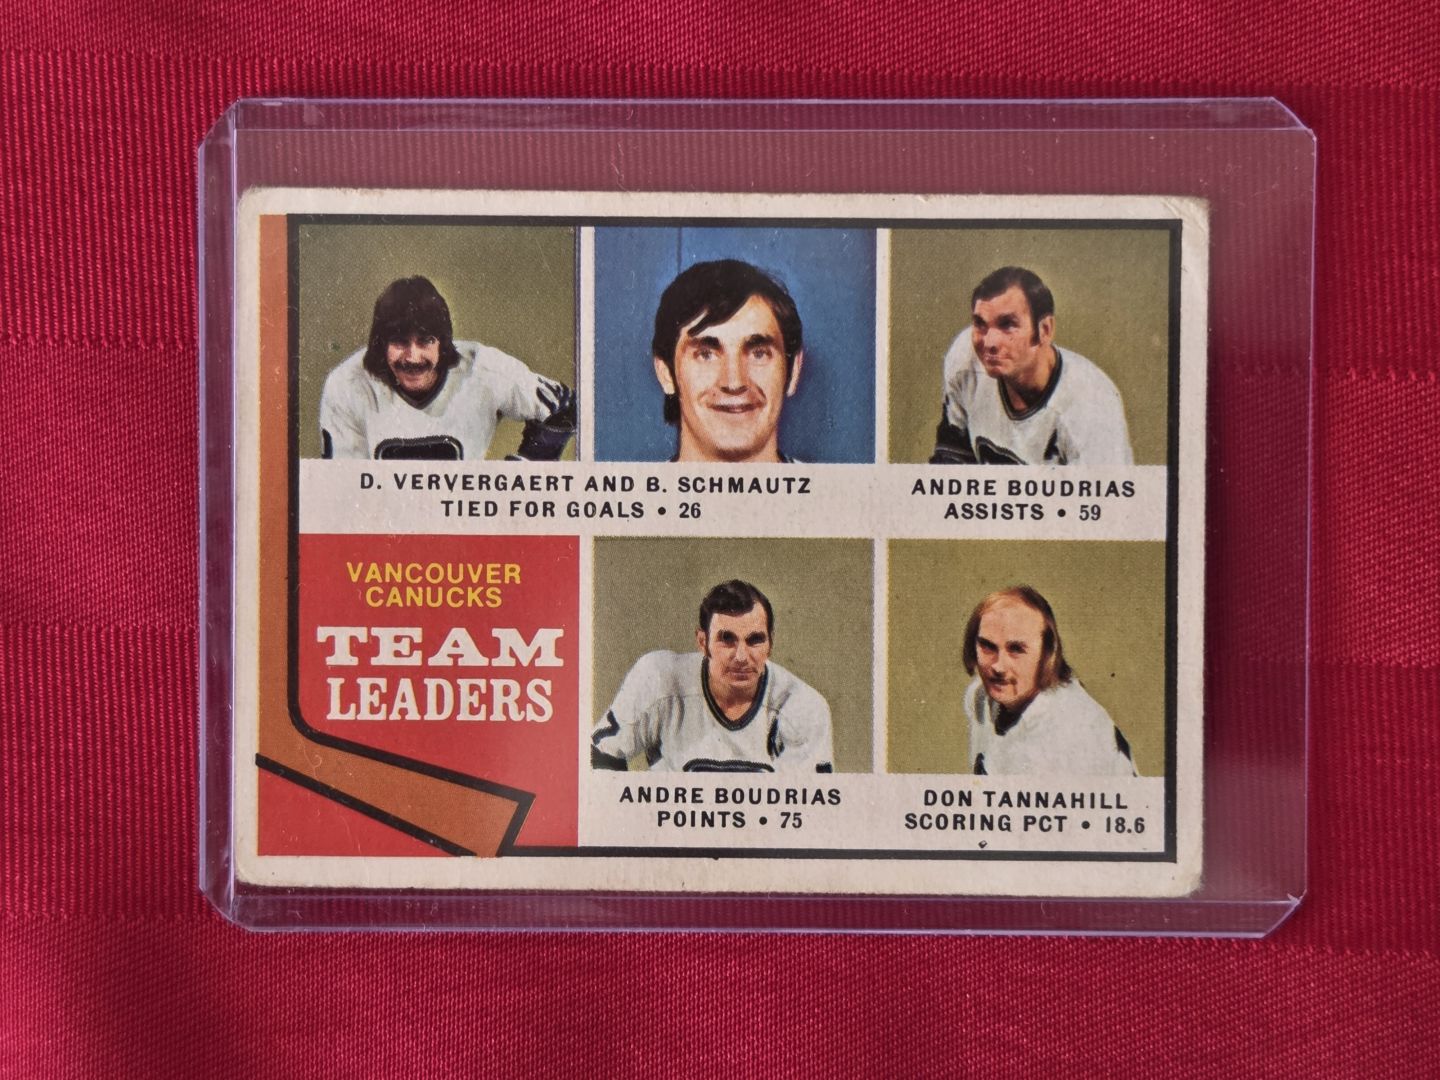 D. VERVERGAERT AND B. SCHMAUTZ
TIED FOR GOALS • 26
ANDRE BOUDRIAS
ASSISTS • 59
VANCOUVER
CANUCKS
TEAM
LEADERS
ANDRE BOUDRIAS
POINTS • 75
DON TANNAHILL
SCORING PCT • 18.6